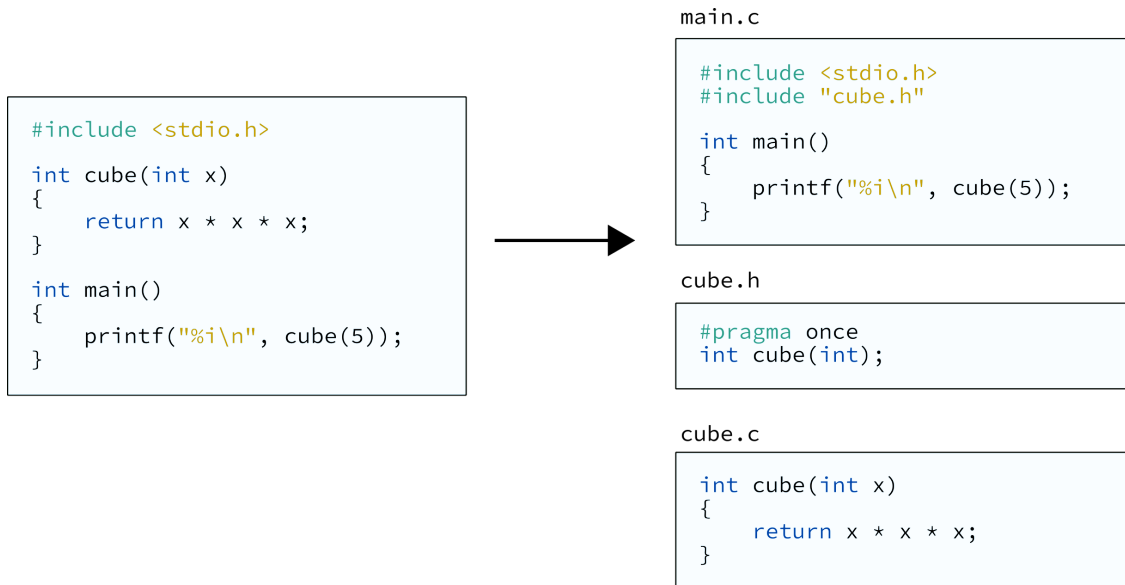 #include <stdio.h>
int cube(int x)
{
    return x * x * x;
}
int main()
{
    printf("%i\n", cube(5));
}
main.c
#include <stdio.h>
#include "cube.h"
int main()
{
    printf("%i\n", cube(5));
}
cube.h
#pragma once
int cube(int);
cube.c
int cube(int x)
{
    return x * x * x;
}